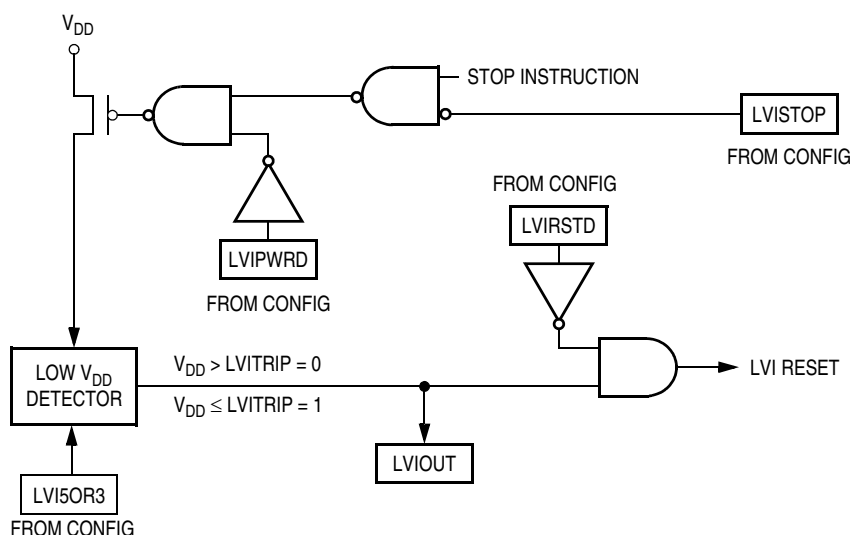 VDD
STOP INSTRUCTION
LVISTOP
FROM CONFIG
FROM CONFIG
LVIRSTD
LVIPWRD
FROM CONFIG
LOW VDD
DETECTOR
VDD > LVITRIP = 0
VDD ≤ LVITRIP = 1
LVI RESET
LVIOUT
LVI5OR3
FROM CONFIG